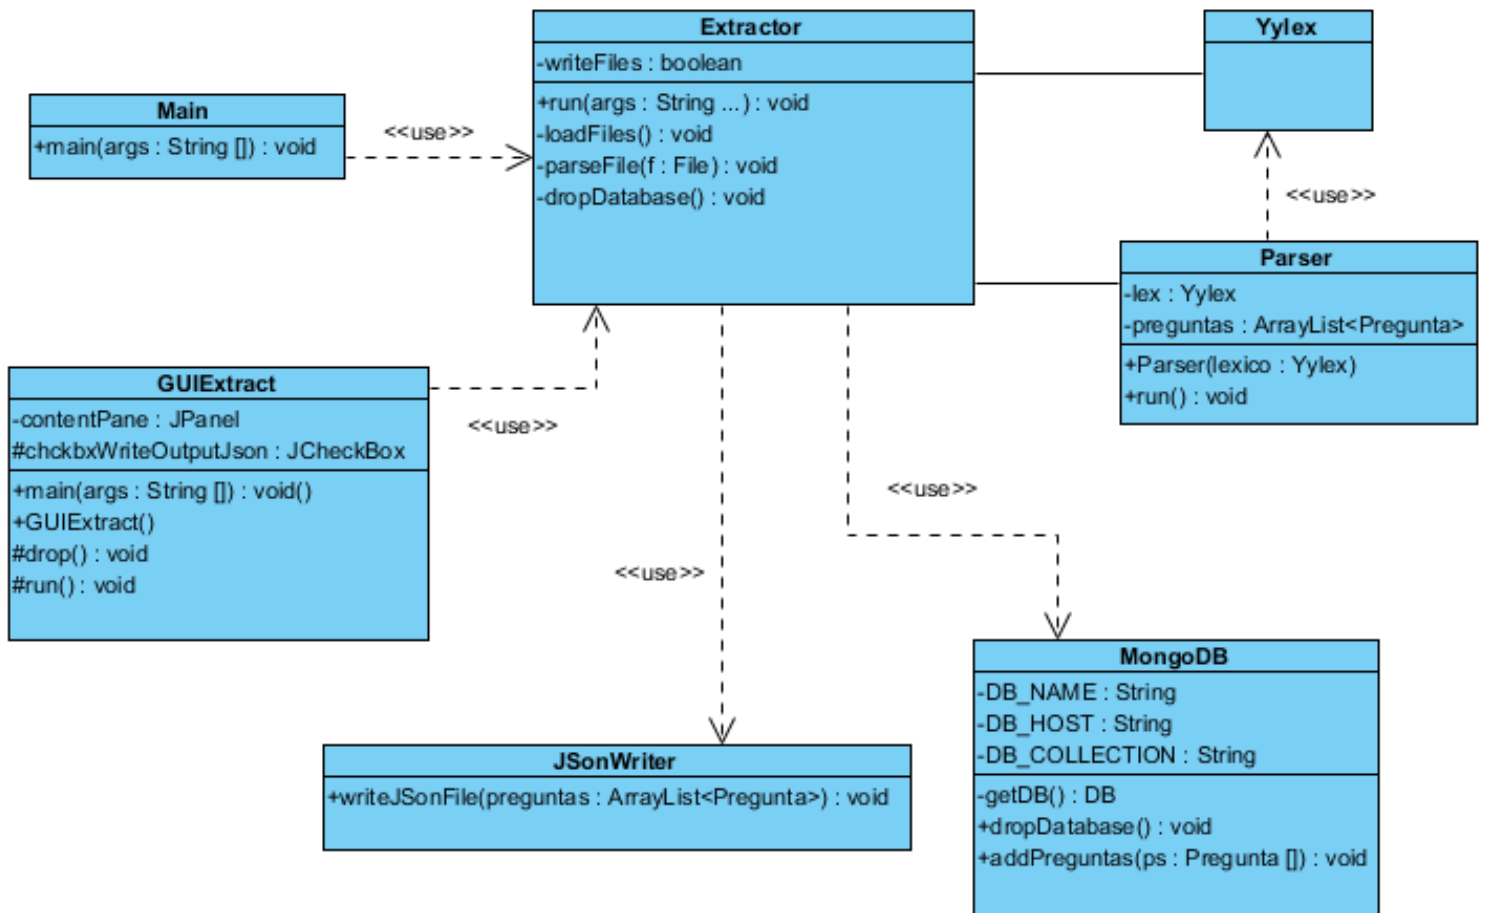 Extractor
-writeFiles : boolean
+run(args : String ...) : void
-loadFiles() : void
-parseFile(f : File) : void
-dropDatabase() : void
Yylex
Main
+main(args : String []) : void
<<use>>
<<use>>
Parser
-lex : Yylex
-preguntas : ArrayList<Pregunta>
+Parser(lexico : Yylex)
+run() : void
GUIExtract
-contentPane : JPanel
#chckbxWriteOutputJson : JCheckBox
+main(args : String []) : void()
+GUIExtract()
#drop() : void
#run() : void
<<use>>
<<use>>
<<use>>
JSonWriter
+writeJSonFile(preguntas : ArrayList<Pregunta>) : void
MongoDB
-DB_NAME : String
-DB_HOST : String
-DB_COLLECTION : String
-getDB() : DB
+dropDatabase() : void
+addPreguntas(ps : Pregunta []) : void